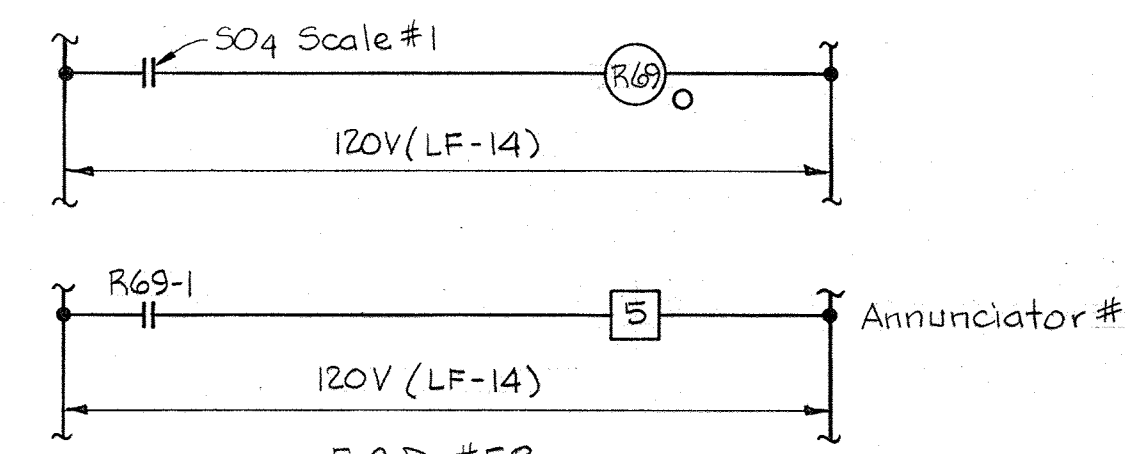 SO4 Scale #1
R69
120V (LF-14)
R69-1
5
Annunciator #
120V (LF-14)